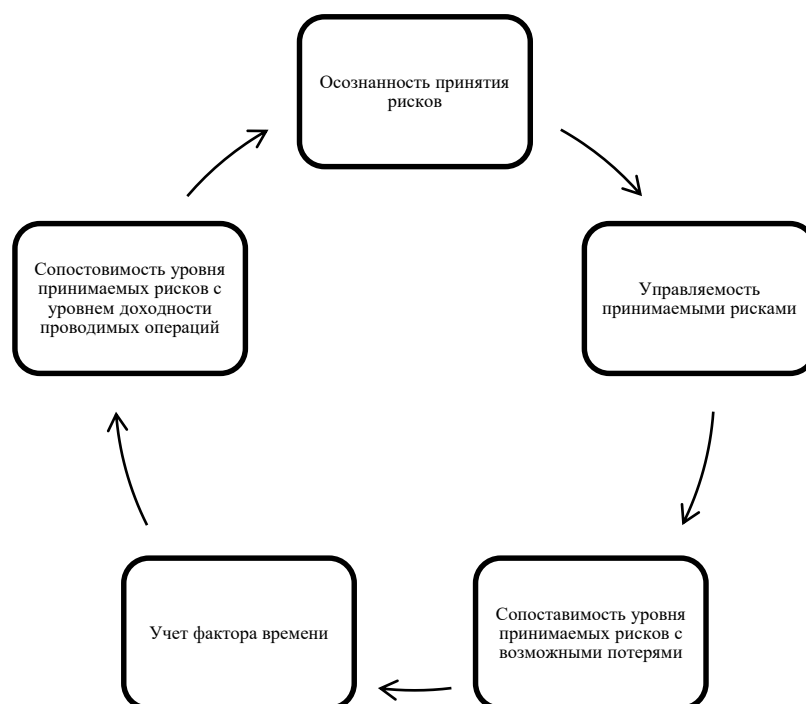 Осознанность принятия
рисков
Управляемость
принимаемыми рисками
Сопоставимость уровня
принимаемых рисков с
возможными потерями
Учет фактора времени
Сопостовимость уровня
принимаемых рисков с
уровнем доходности
проводимых операций